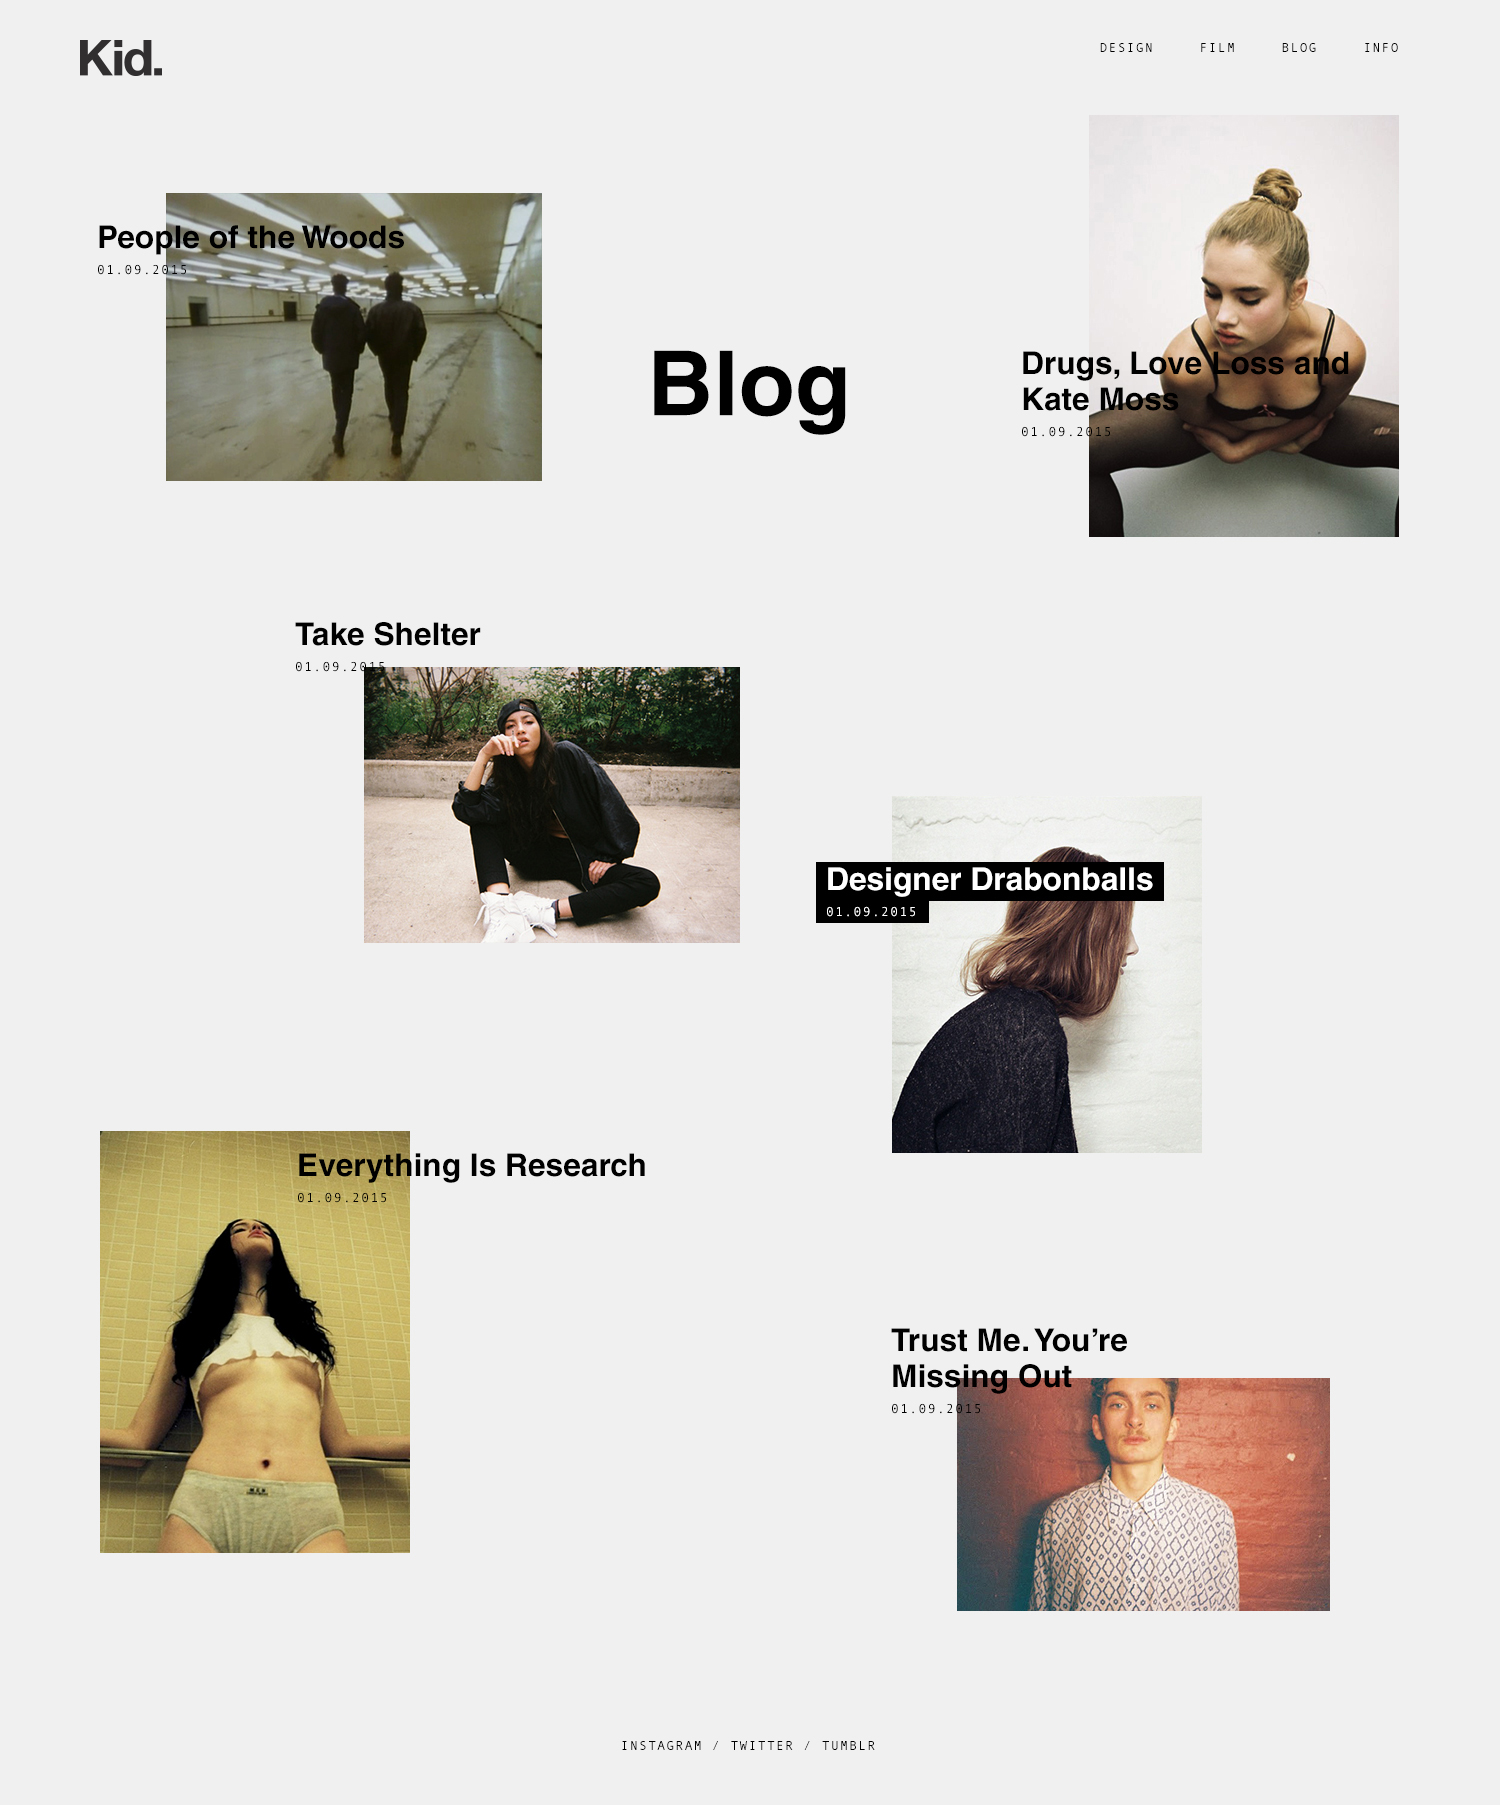 Kid.
DESIGN FILM BLOG INFO
People of the Woods
01.09.2015
Blog
Drugs, Love Loss and
Kate Moss
01.09.2015
Take Shelter
01.09.2015
Designer Drabonballs
01.09.2015
Everything Is Research
01.09.2015
Trust Me. You’re
Missing Out
01.09.2015
INSTAGRAM / TWITTER / TUMBLR